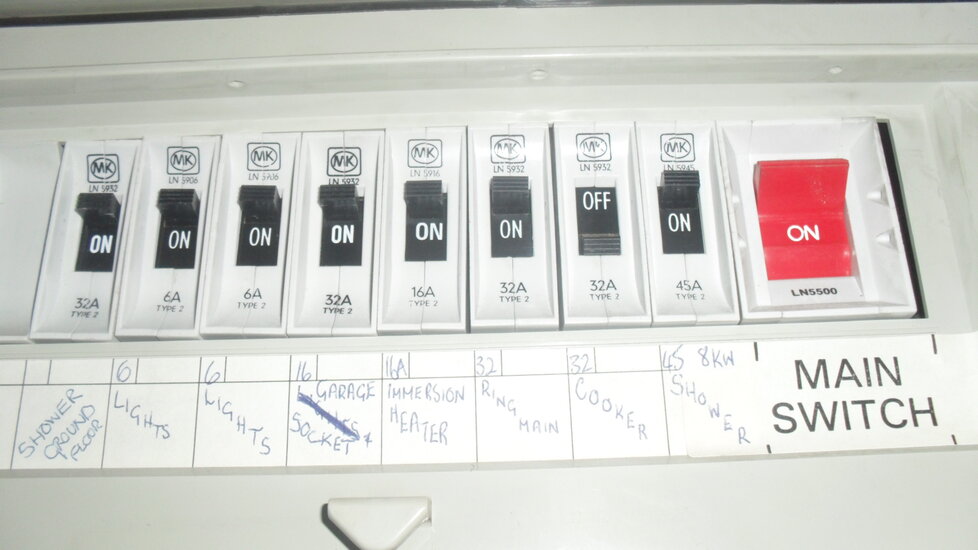 MK MK MK MK MK MK MK MK
LN 5932 LN 5906 LN 5906 LN 5932 LN 5916 LN 5932 LN 5932 LN 5945
ON ON ON ON ON ON OFF ON ON
32A 6A 6A 32A 16A 32A 32A 45A LN5500
TYPE 2 TYPE 2 TYPE 2 TYPE 2 TYPE 2 TYPE 2 TYPE 2 TYPE 2
6 6 16 16A 32 32 45 8KW
SHOWER
GROUND
FLOOR
LIGHTS
LIGHTS
GARAGE
SOCKET
IMMERSION
HEATER
RING
MAIN
COOKER
SHOWER
MAIN
SWITCH